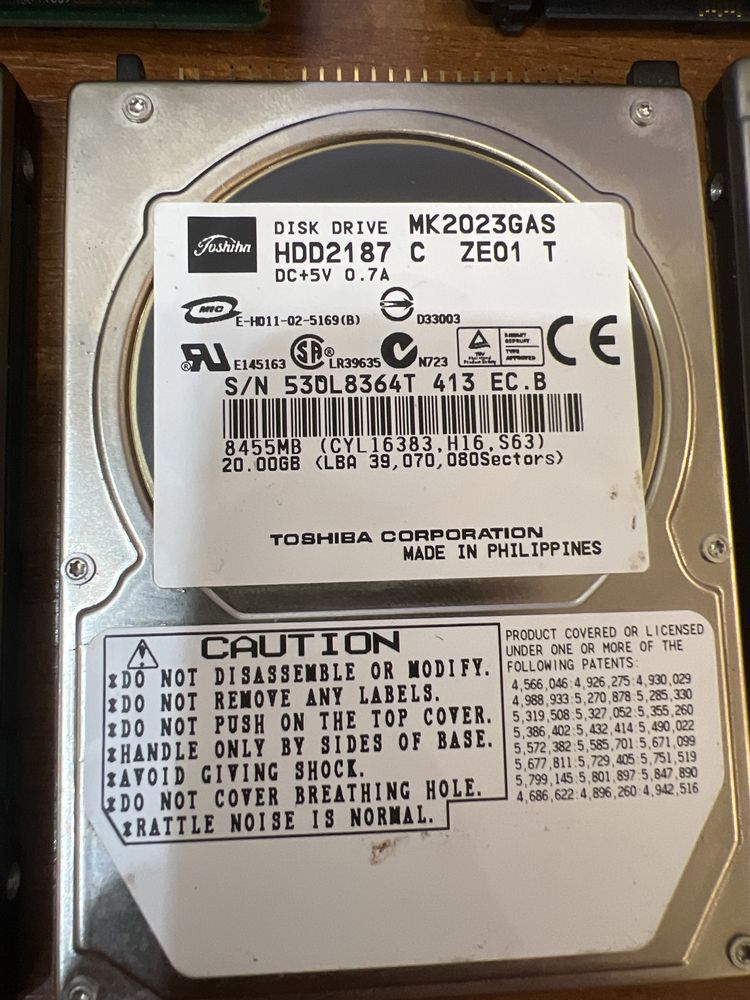 Toshiba
DISK DRIVE MK2023GAS
HDD2187 C ZE01 T
DC+5V 0.7A
MIC
E-H011-02-5169(B)
D33003
E145163
SA
LR39635
N723
TYPE
APPROVED
CE
S/N 53DL8364T 413 EC.B
8455MB (CYL16383,H16,S63)
20.00GB (LBA 39,070,080Sectors)
TOSHIBA CORPORATION
MADE IN PHILIPPINES
CAUTION
*DO NOT DISASSEMBLE OR MODIFY.
*DO NOT REMOVE ANY LABELS.
*DO NOT PUSH ON THE TOP COVER.
*HANDLE ONLY BY SIDES OF BASE.
*AVOID GIVING SHOCK.
*DO NOT COVER BREATHING HOLE.
*RATTLE NOISE IS NORMAL.
PRODUCT COVERED OR LICENSED
UNDER ONE OR MORE OF THE
FOLLOWING PATENTS:
4,566,046:4,926,275:4,930,029
4,988,933:5,270,878:5,285,330
5,319,508:5,327,052:5,355,260
5,386,402:5,432,414:5,490,022
5,572,382:5,585,701:5,671,099
5,677,811:5,729,405:5,751,519
5,799,145:5,801,897:5,847,890
4,686,622:4,896,260:4,942,516